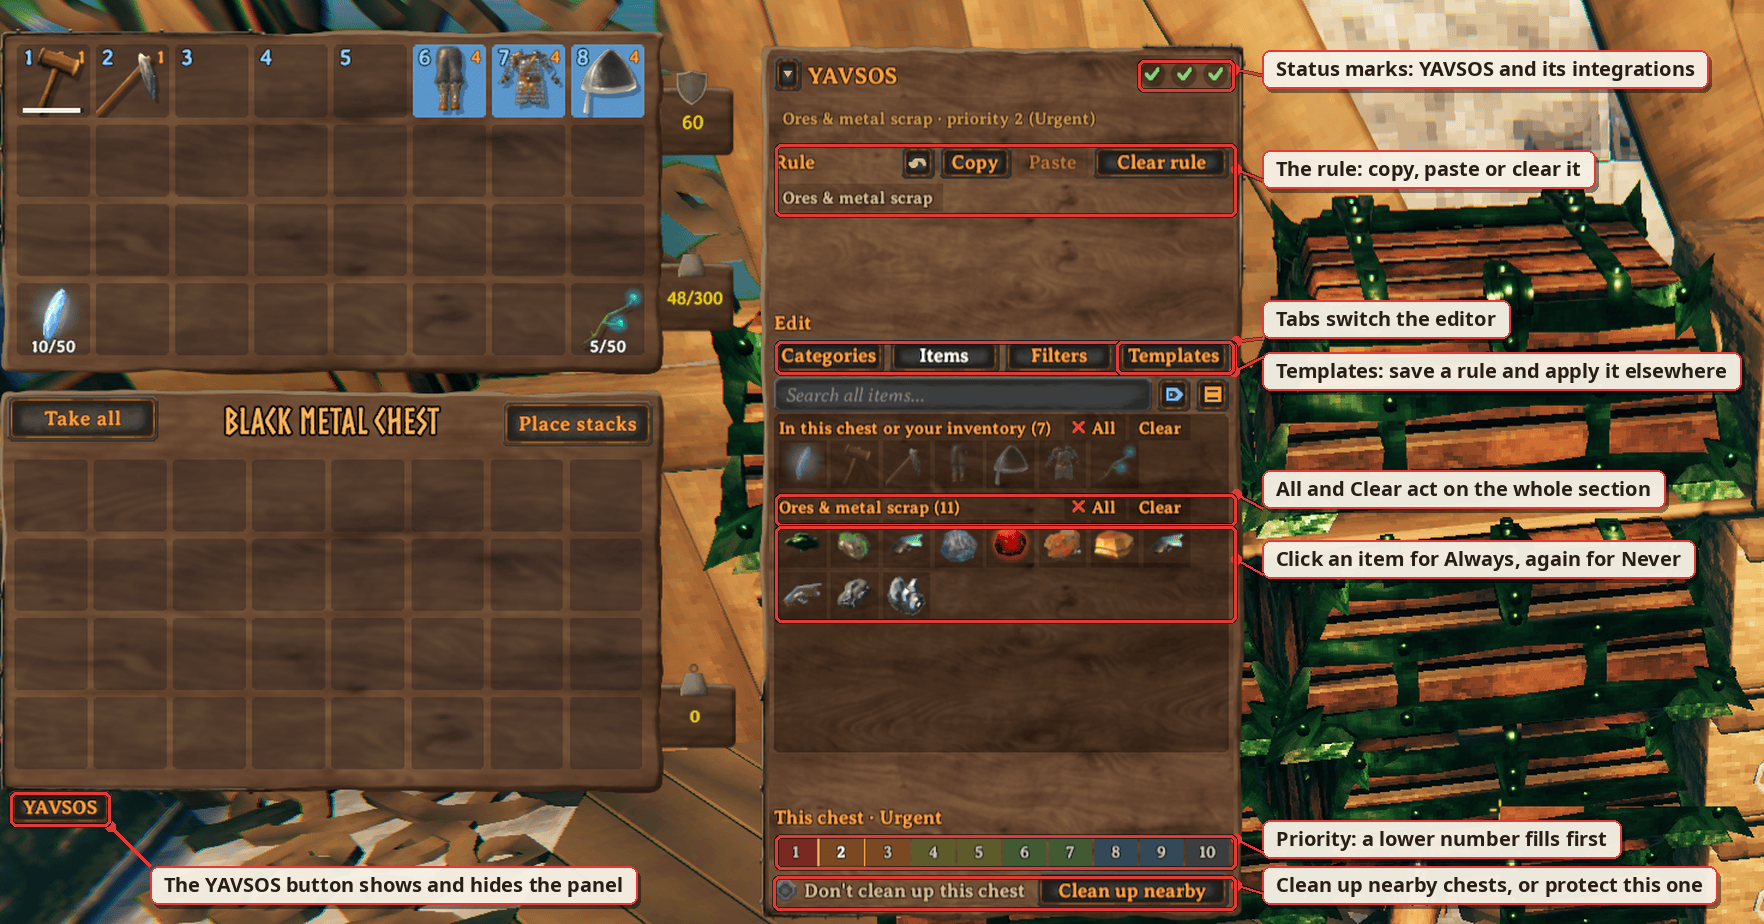 1 1 2 1 3 4 5 6 4 7 4 8 4
60
10/50
5/50
48/300
Take all
BLACK METAL CHEST
Place stacks
0
YAVSOS
The YAVSOS button shows and hides the panel
YAVSOS
Status marks: YAVSOS and its integrations
Ores & metal scrap · priority 2 (Urgent)
Rule
Copy
Paste
Clear rule
The rule: copy, paste or clear it
Ores & metal scrap
Edit
Tabs switch the editor
Categories
Items
Filters
Templates
Templates: save a rule and apply it elsewhere
Search all items...
In this chest or your inventory (7)
All
Clear
All and Clear act on the whole section
Ores & metal scrap (11)
All
Clear
Click an item for Always, again for Never
This chest · Urgent
Priority: a lower number fills first
1 2 3 4 5 6 7 8 9 10
Don't clean up this chest
Clean up nearby
Clean up nearby chests, or protect this one